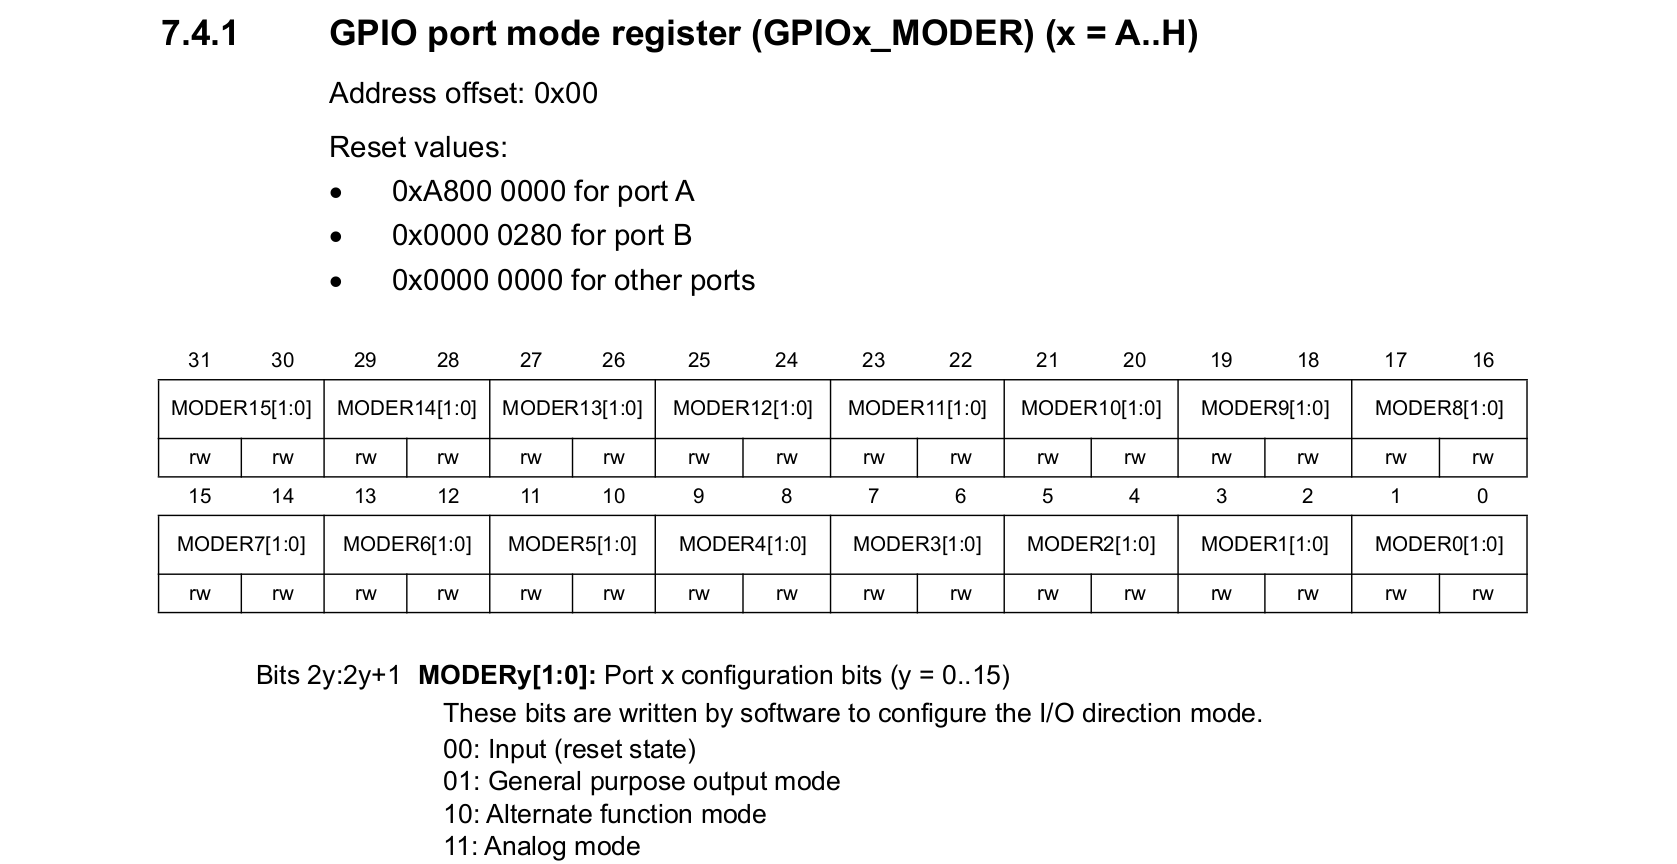 7.4.1 GPIO port mode register (GPIOx_MODER) (x = A..H)
Address offset: 0x00
Reset values:
• 0xA800 0000 for port A
• 0x0000 0280 for port B
• 0x0000 0000 for other ports
31 30 29 28 27 26 25 24 23 22 21 20 19 18 17 16
MODER15[1:0] MODER14[1:0] MODER13[1:0] MODER12[1:0] MODER11[1:0] MODER10[1:0] MODER9[1:0] MODER8[1:0]
rw rw rw rw rw rw rw rw rw rw rw rw rw rw rw rw
15 14 13 12 11 10 9 8 7 6 5 4 3 2 1 0
MODER7[1:0] MODER6[1:0] MODER5[1:0] MODER4[1:0] MODER3[1:0] MODER2[1:0] MODER1[1:0] MODER0[1:0]
rw rw rw rw rw rw rw rw rw rw rw rw rw rw rw rw
Bits 2y:2y+1 MODERy[1:0]: Port x configuration bits (y = 0..15)
These bits are written by software to configure the I/O direction mode.
00: Input (reset state)
01: General purpose output mode
10: Alternate function mode
11: Analog mode